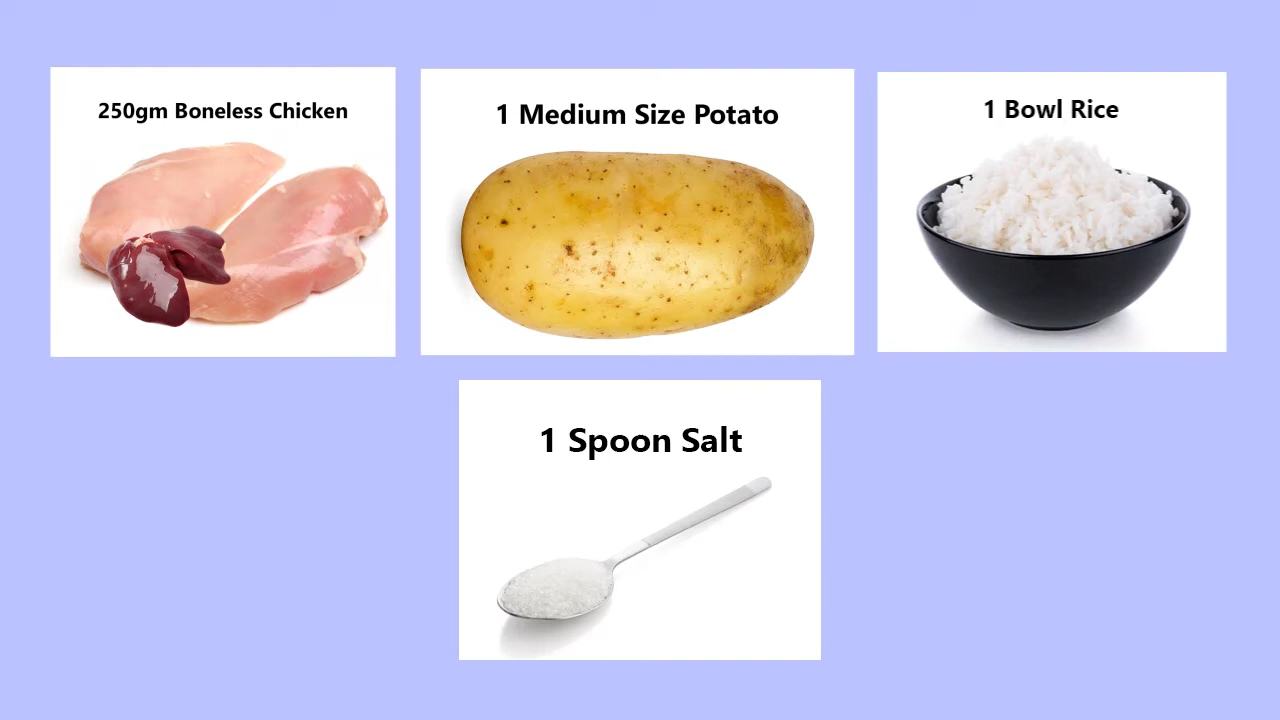 250gm Boneless Chicken
1 Medium Size Potato
1 Bowl Rice
1 Spoon Salt